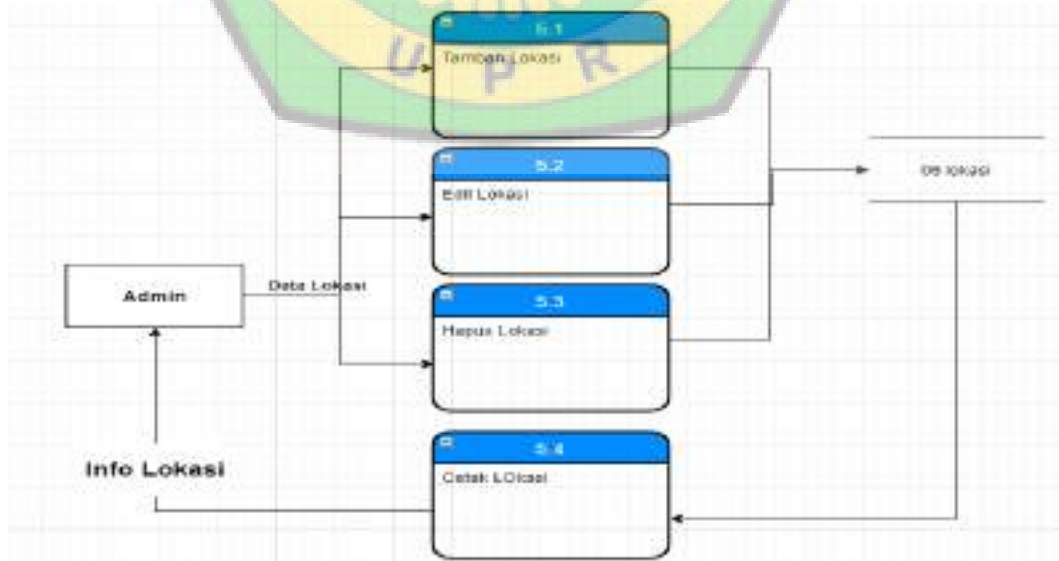 U P R
5.1
Tambah Lokasi
5.2
Edit Lokasi
08 lokasi
Admin
Data Lokasi
5.3
Hapus Lokasi
5.4
Cetak LOkasi
Info Lokasi